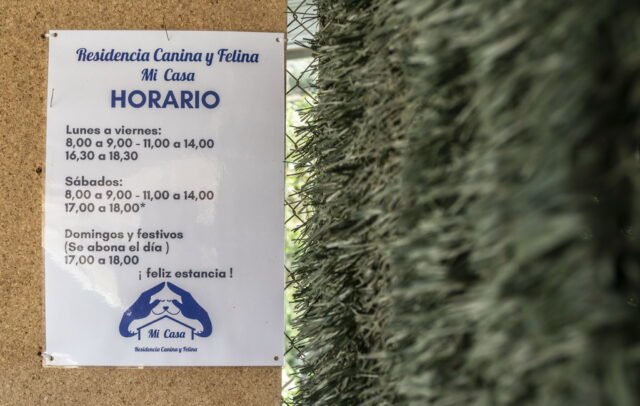 Residencia Canina y Felina
Mi Casa
HORARIO
Lunes a viernes:
8,00 a 9,00 - 11,00 a 14,00
16,30 a 18,30
Sábados:
8,00 a 9,00 - 11,00 a 14,00
17,00 a 18,00*
Domingos y festivos
(Se abona el día )
17,00 a 18,00
¡ feliz estancia !
Mi Casa
Residencia Canina y Felina